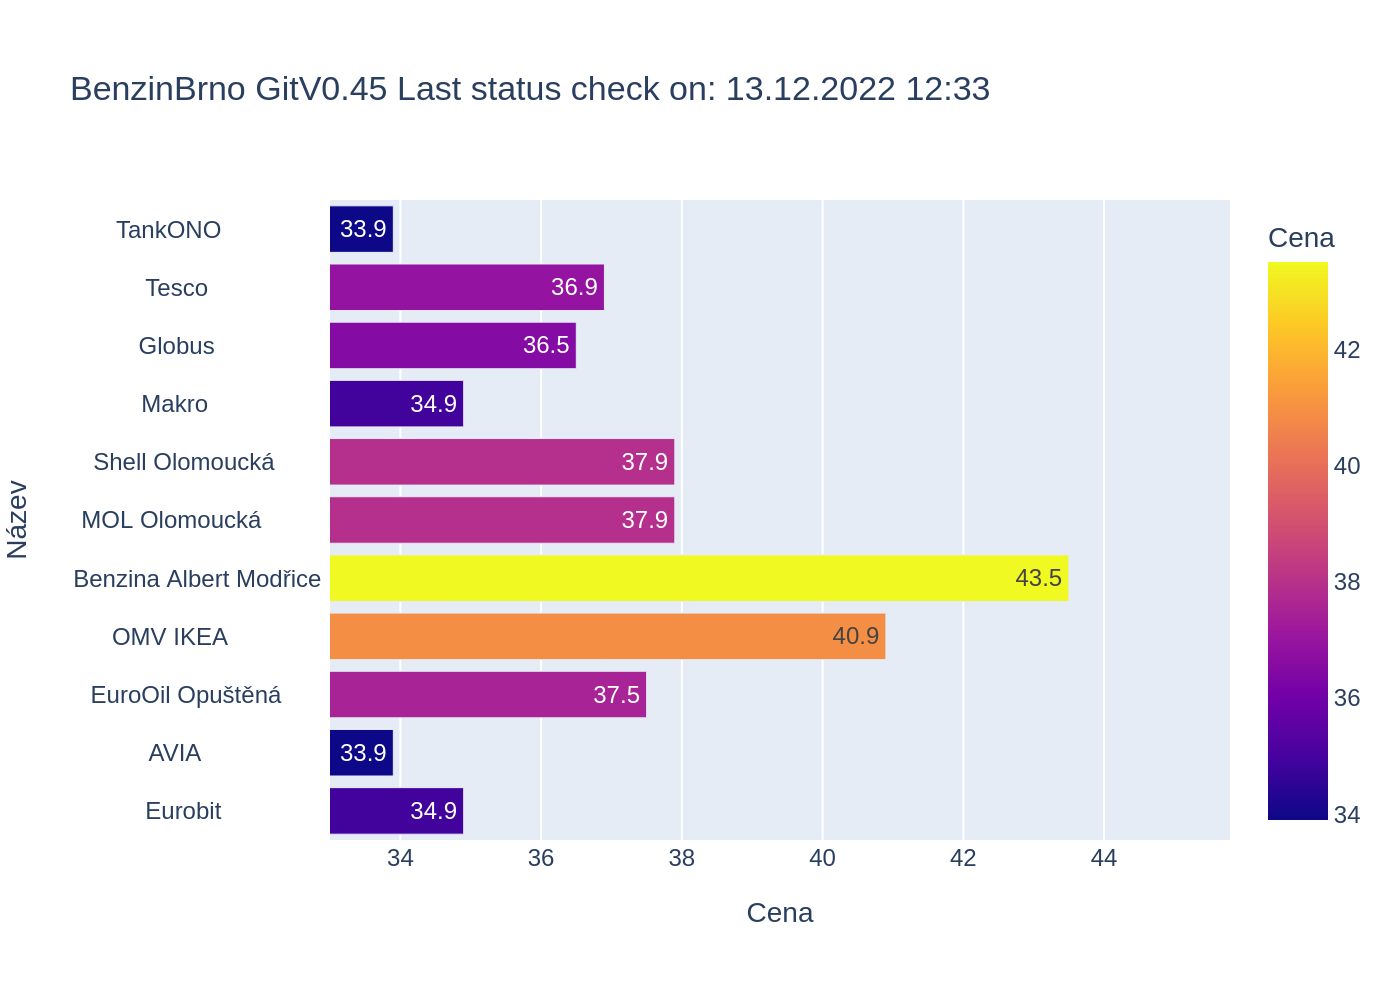 BenzinBrno GitV0.45 Last status check on: 13.12.2022 12:33
TankONO 33.9
Tesco 36.9
Globus 36.5
Makro 34.9
Shell Olomoucká 37.9
MOL Olomoucká 37.9
Benzina Albert Modřice 43.5
OMV IKEA 40.9
EuroOil Opuštěná 37.5
AVIA 33.9
Eurobit 34.9
Název
34 36 38 40 42 44
Cena
Cena
42
40
38
36
34